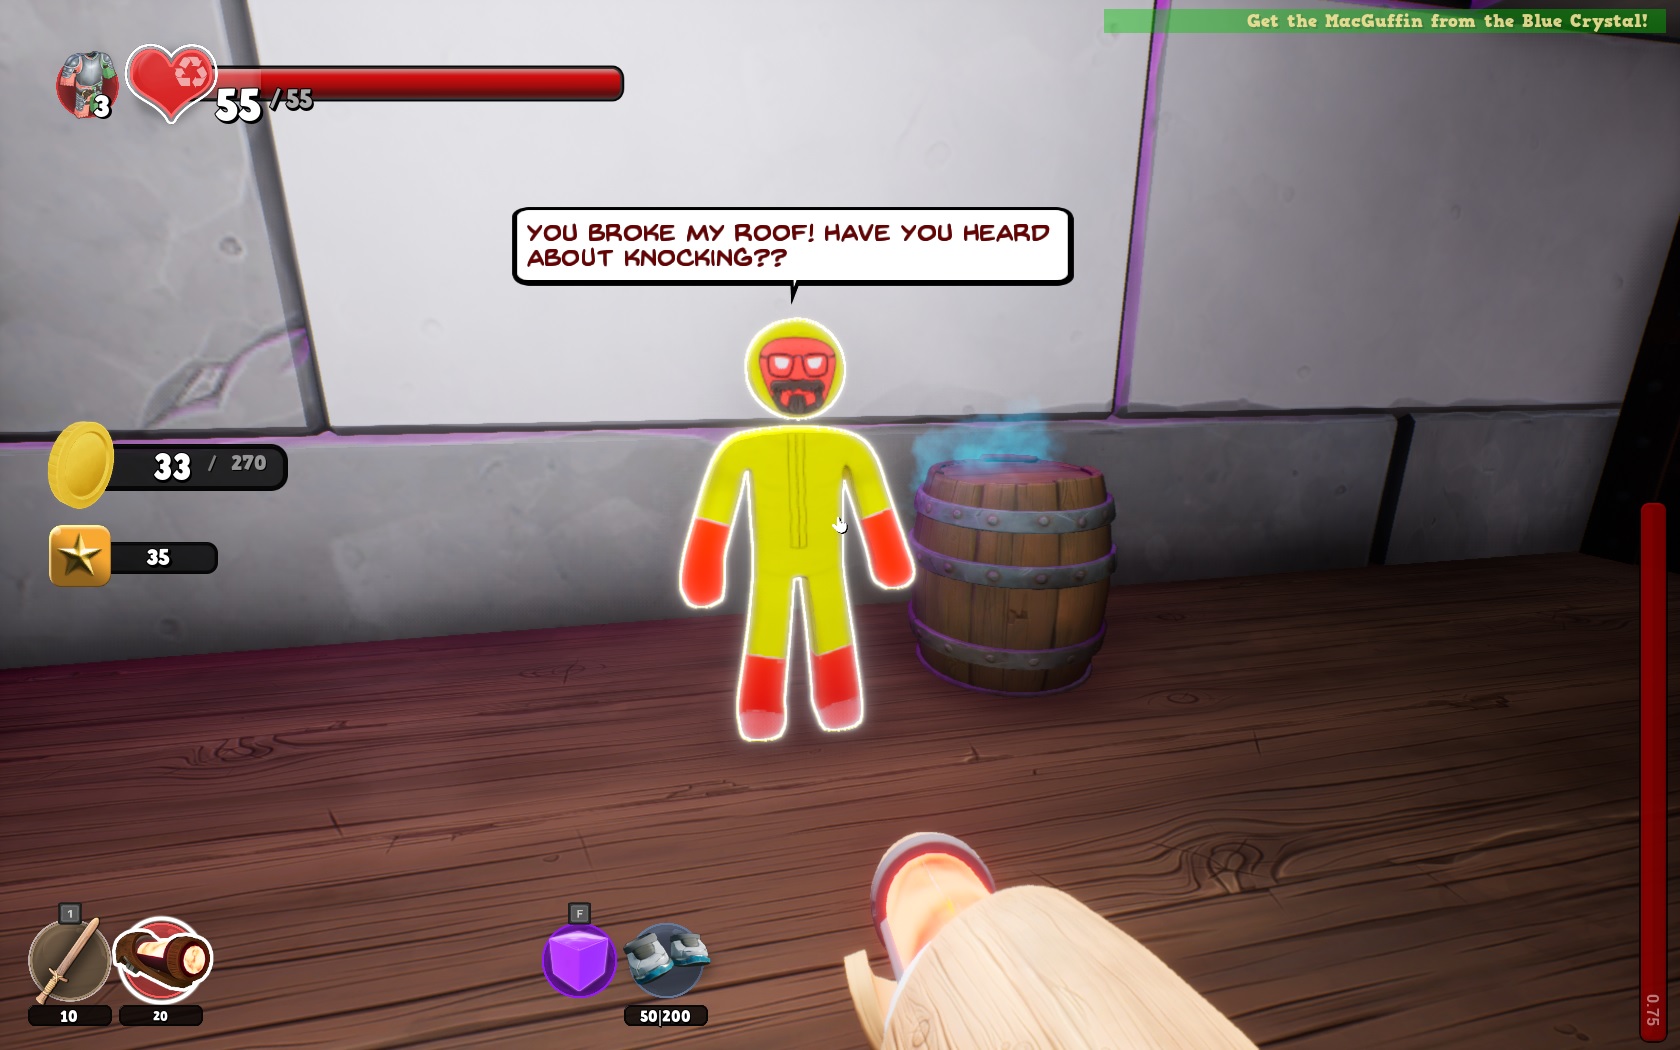 Get the MacGuffin from the Blue Crystal!
3
55 / 55
YOU BROKE MY ROOF! HAVE YOU HEARD
ABOUT KNOCKING??
33 / 270
35
1
F
10
20
50|200
0.75